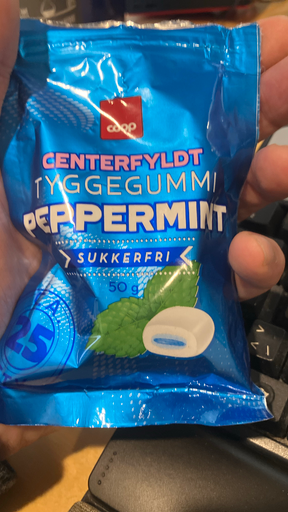 coop
CENTERFYLDT
TYGGEGUMMI
PEPPERMINT
SUKKERFRI
50 g
25